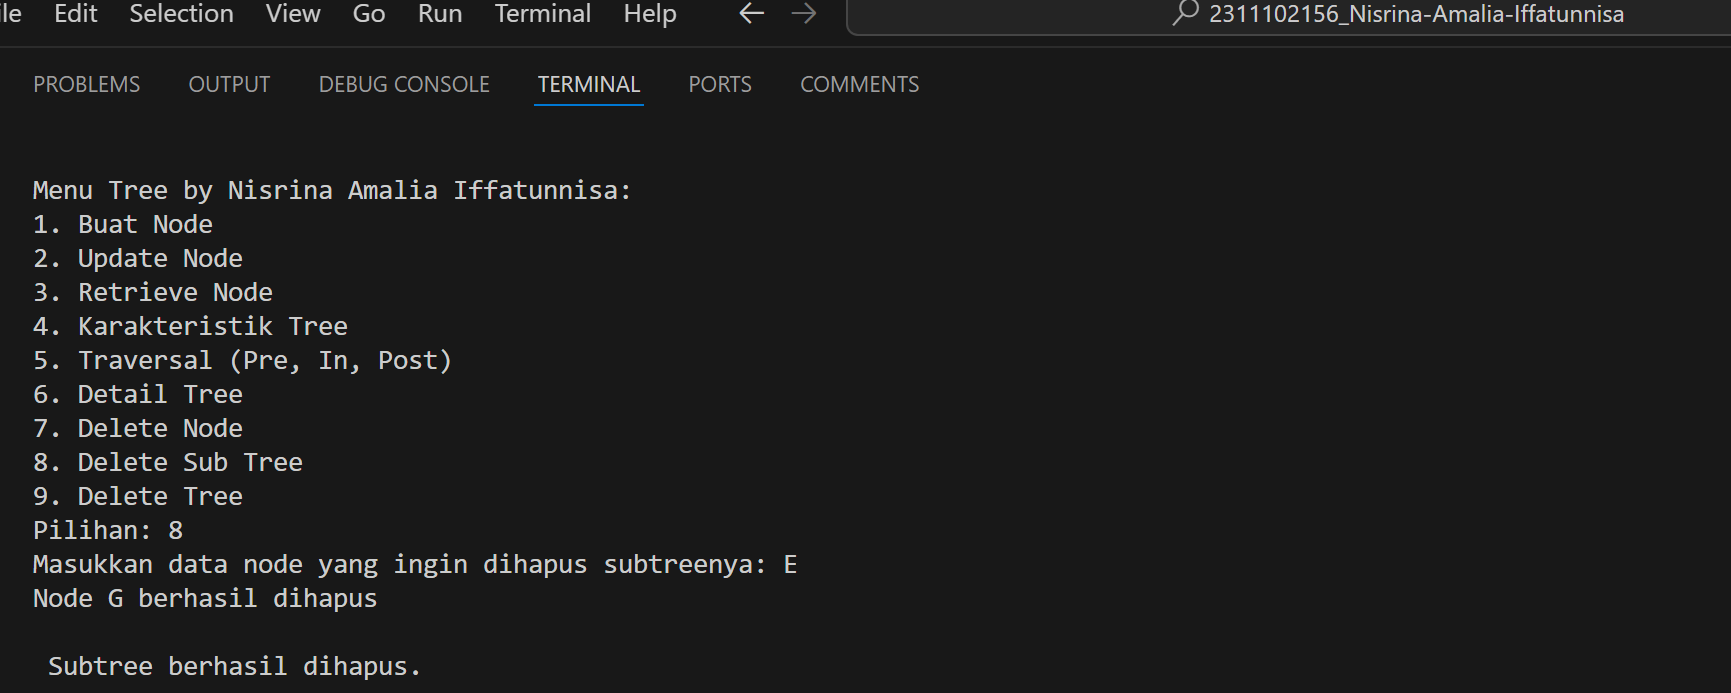 le Edit Selection View Go Run Terminal Help ← → 2311102156_Nisrina-Amalia-Iffatunnisa
PROBLEMS OUTPUT DEBUG CONSOLE TERMINAL PORTS COMMENTS
Menu Tree by Nisrina Amalia Iffatunnisa:
1. Buat Node
2. Update Node
3. Retrieve Node
4. Karakteristik Tree
5. Traversal (Pre, In, Post)
6. Detail Tree
7. Delete Node
8. Delete Sub Tree
9. Delete Tree
Pilihan: 8
Masukkan data node yang ingin dihapus subtreenya: E
Node G berhasil dihapus
Subtree berhasil dihapus.